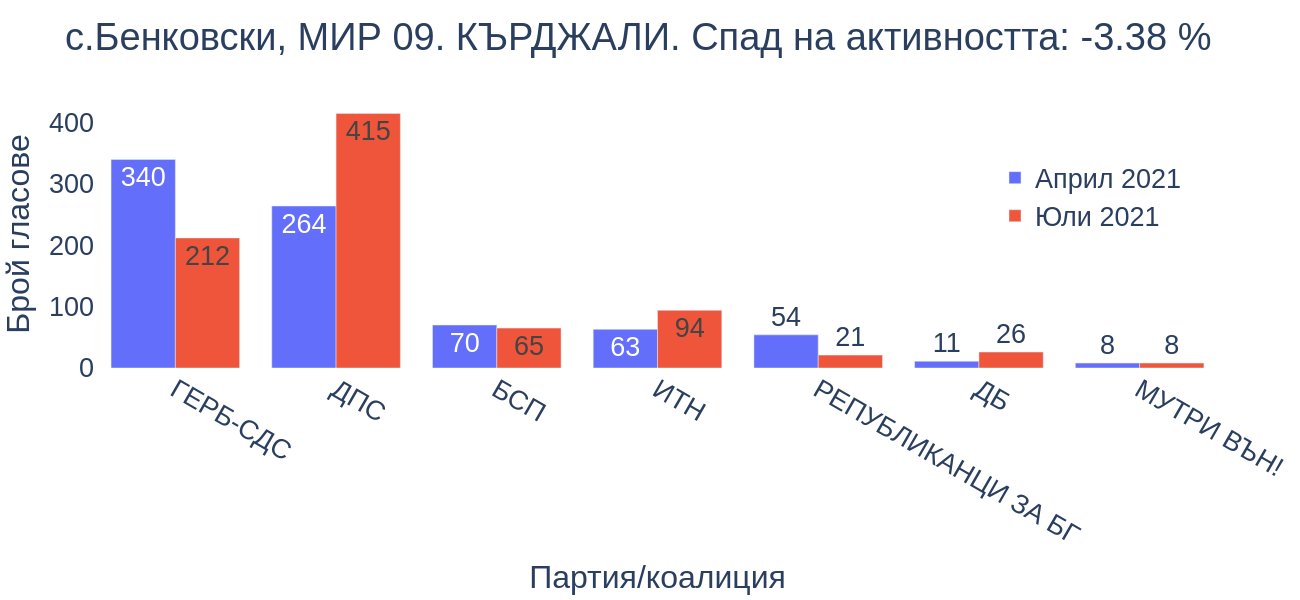 с.Бенковски, МИР 09. КЪРДЖАЛИ. Спад на активността: -3.38 %
Брой гласове
400
300
200
100
0
340
212
264
415
70
65
63
94
54
21
11
26
8
8
Април 2021
Юли 2021
ГЕРБ-СДС
ДПС
БСП
ИТН
РЕПУБЛИКАНЦИ ЗА БГ
ДБ
МУТРИ ВЪН!
Партия/коалиция